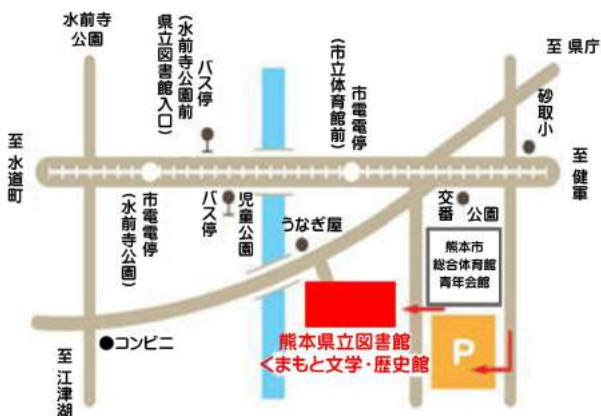 水前寺
公園
(水前寺公園前
県立図書館入口)
バス停
(市立体育館前)
市電電停
至 県庁
砂取小
至 水道町
至 健軍
市電電停
(水前寺公園)
バス停
児童公園
うなぎ屋
交番
公園
熊本市
総合体育館
青年会館
熊本県立図書館
くまもと文学・歴史館
P
コンビニ
至 江津湖